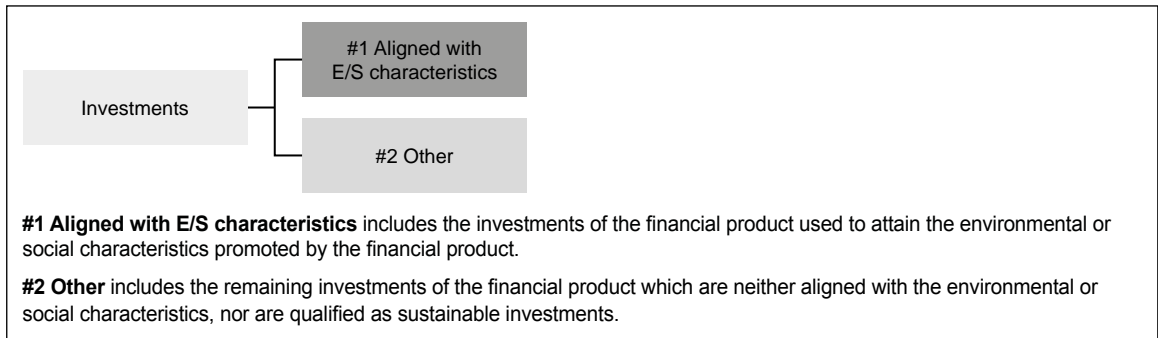 #1 Aligned with
E/S characteristics
Investments
#2 Other
#1 Aligned with E/S characteristics includes the investments of the financial product used to attain the environmental or
social characteristics promoted by the financial product.
#2 Other includes the remaining investments of the financial product which are neither aligned with the environmental or
social characteristics, nor are qualified as sustainable investments.